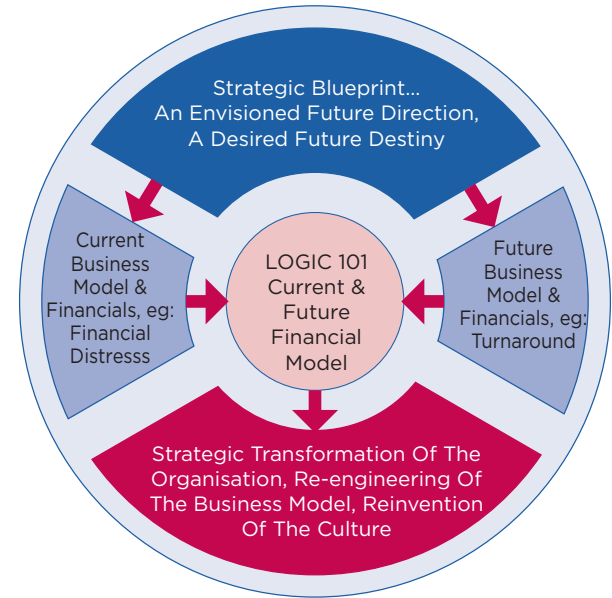 Strategic Blueprint...
An Envisioned Future Direction,
A Desired Future Destiny
Current
Business
Model &
Financials, eg:
Financial
Distresss
LOGIC 101
Current &
Future
Financial
Model
Future
Business
Model &
Financials, eg:
Turnaround
Strategic Transformation Of The
Organisation, Re-engineering Of
The Business Model, Reinvention
Of The Culture